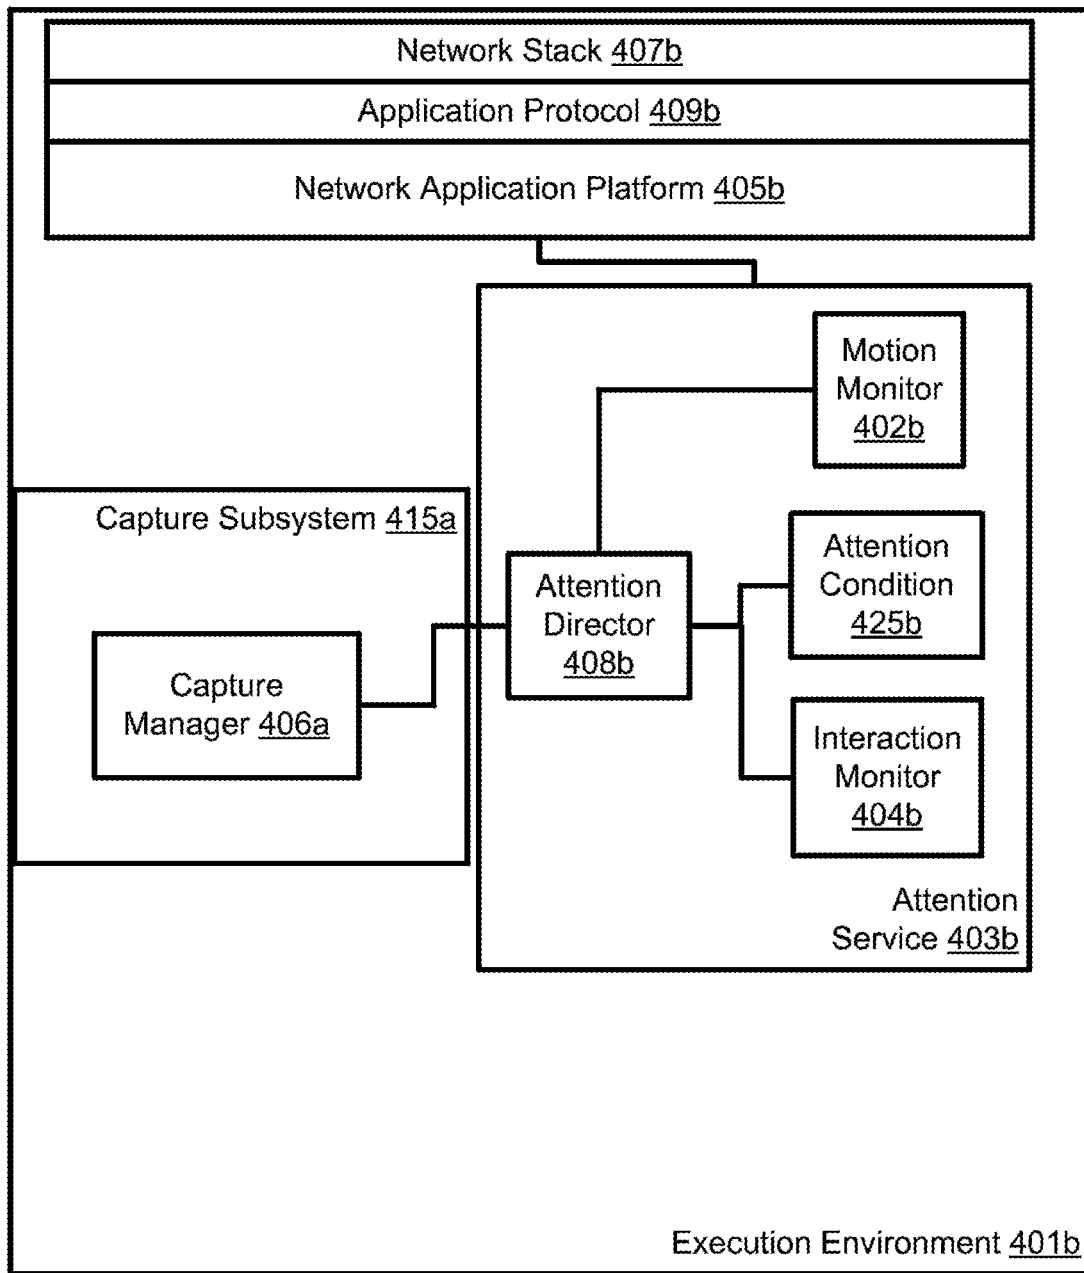 Network Stack 407b
Application Protocol 409b
Network Application Platform 405b
Motion
Monitor
402b
Capture Subsystem 415a
Attention
Director
408b
Attention
Condition
425b
Capture
Manager 406a
Interaction
Monitor
404b
Attention
Service 403b
Execution Environment 401b